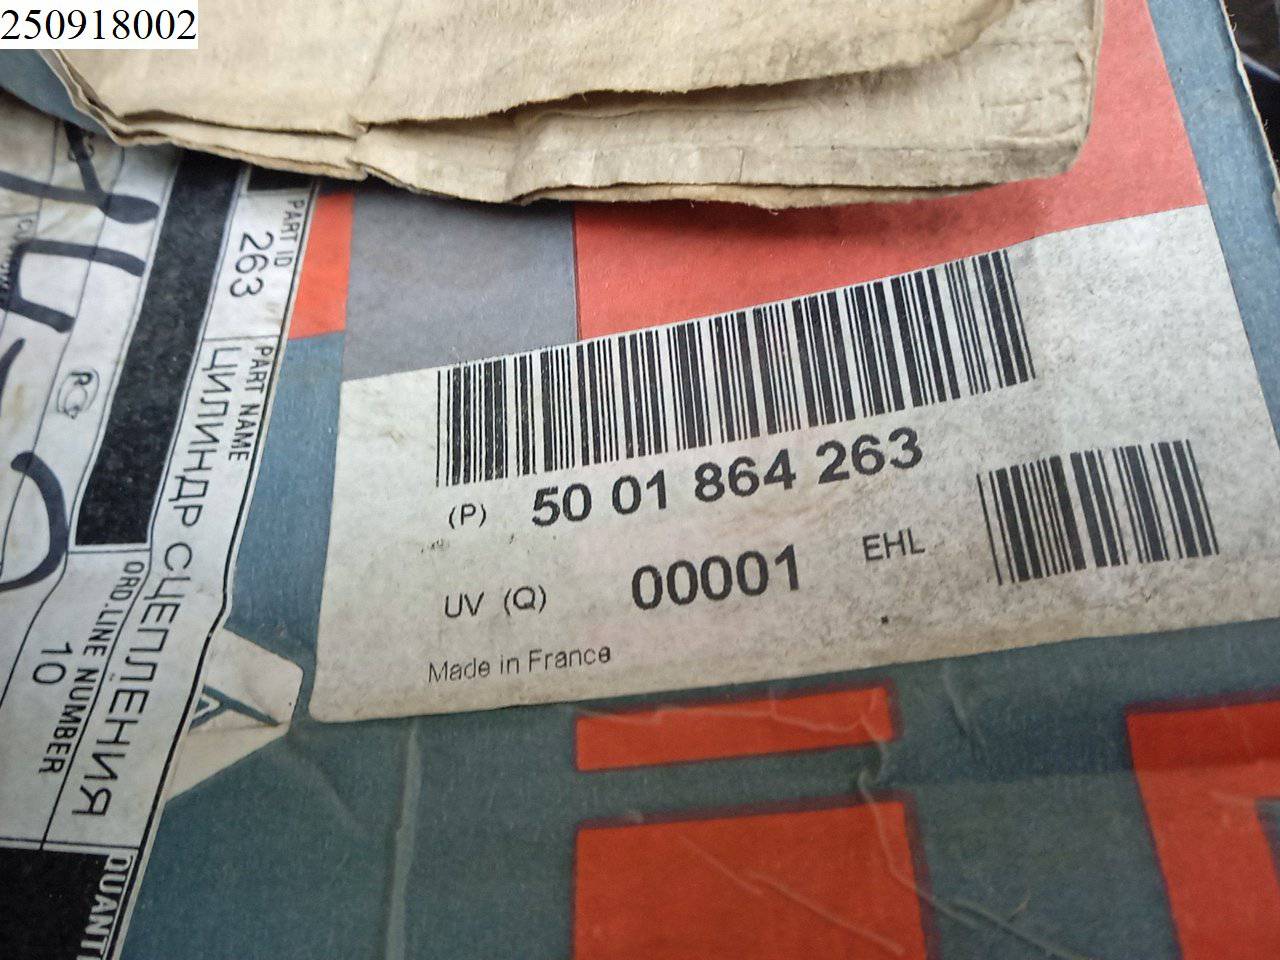 250918002
PART ID
263
PART NAME
ЦИЛИНДР СЦЕПЛЕНИЯ
ORD.LINE NUMBER
10
QUANTI
(P) 50 01 864 263
UV (Q) 00001 EHL
Made in France